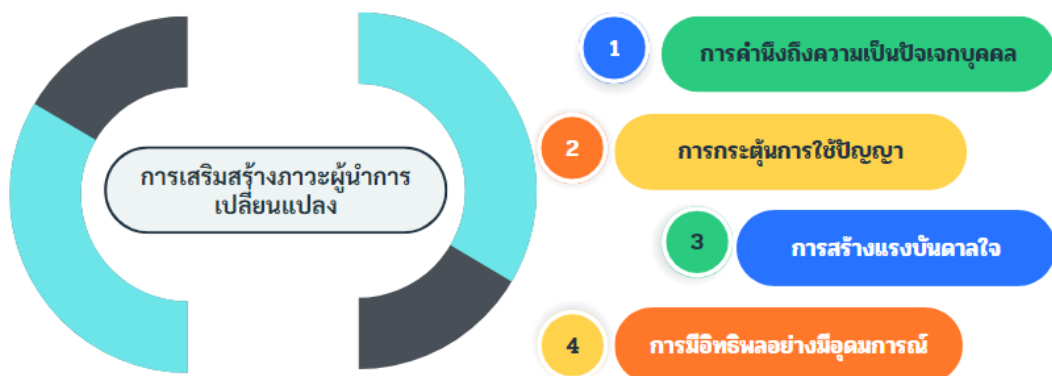 การเสริมสร้างภาวะผู้นำการ
เปลี่ยนแปลง
1
การคำนึงถึงความเป็นปัจเจกบุคคล
2
การกระตุ้นการใช้ปัญญา
3
การสร้างแรงบันดาลใจ
4
การมีอิทธิพลอย่างมีอุดมการณ์